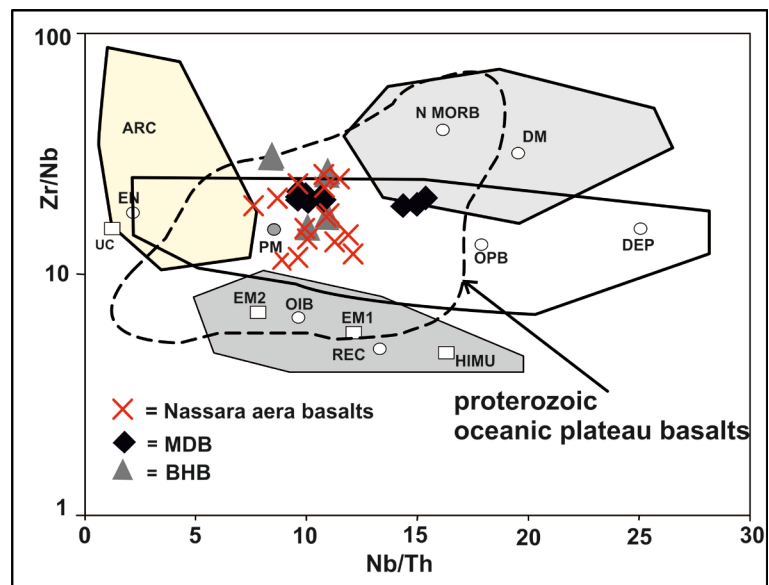 100
ARC
N MORB
DM
Zr/Nb
EN
UC
PM
OPB
DEP
10
EM2
OIB
EM1
REC
HIMU
proterozoic
oceanic plateau basalts
= Nassara aera basalts
= MDB
= BHB
1
0 5 10 15 20 25 30
Nb/Th